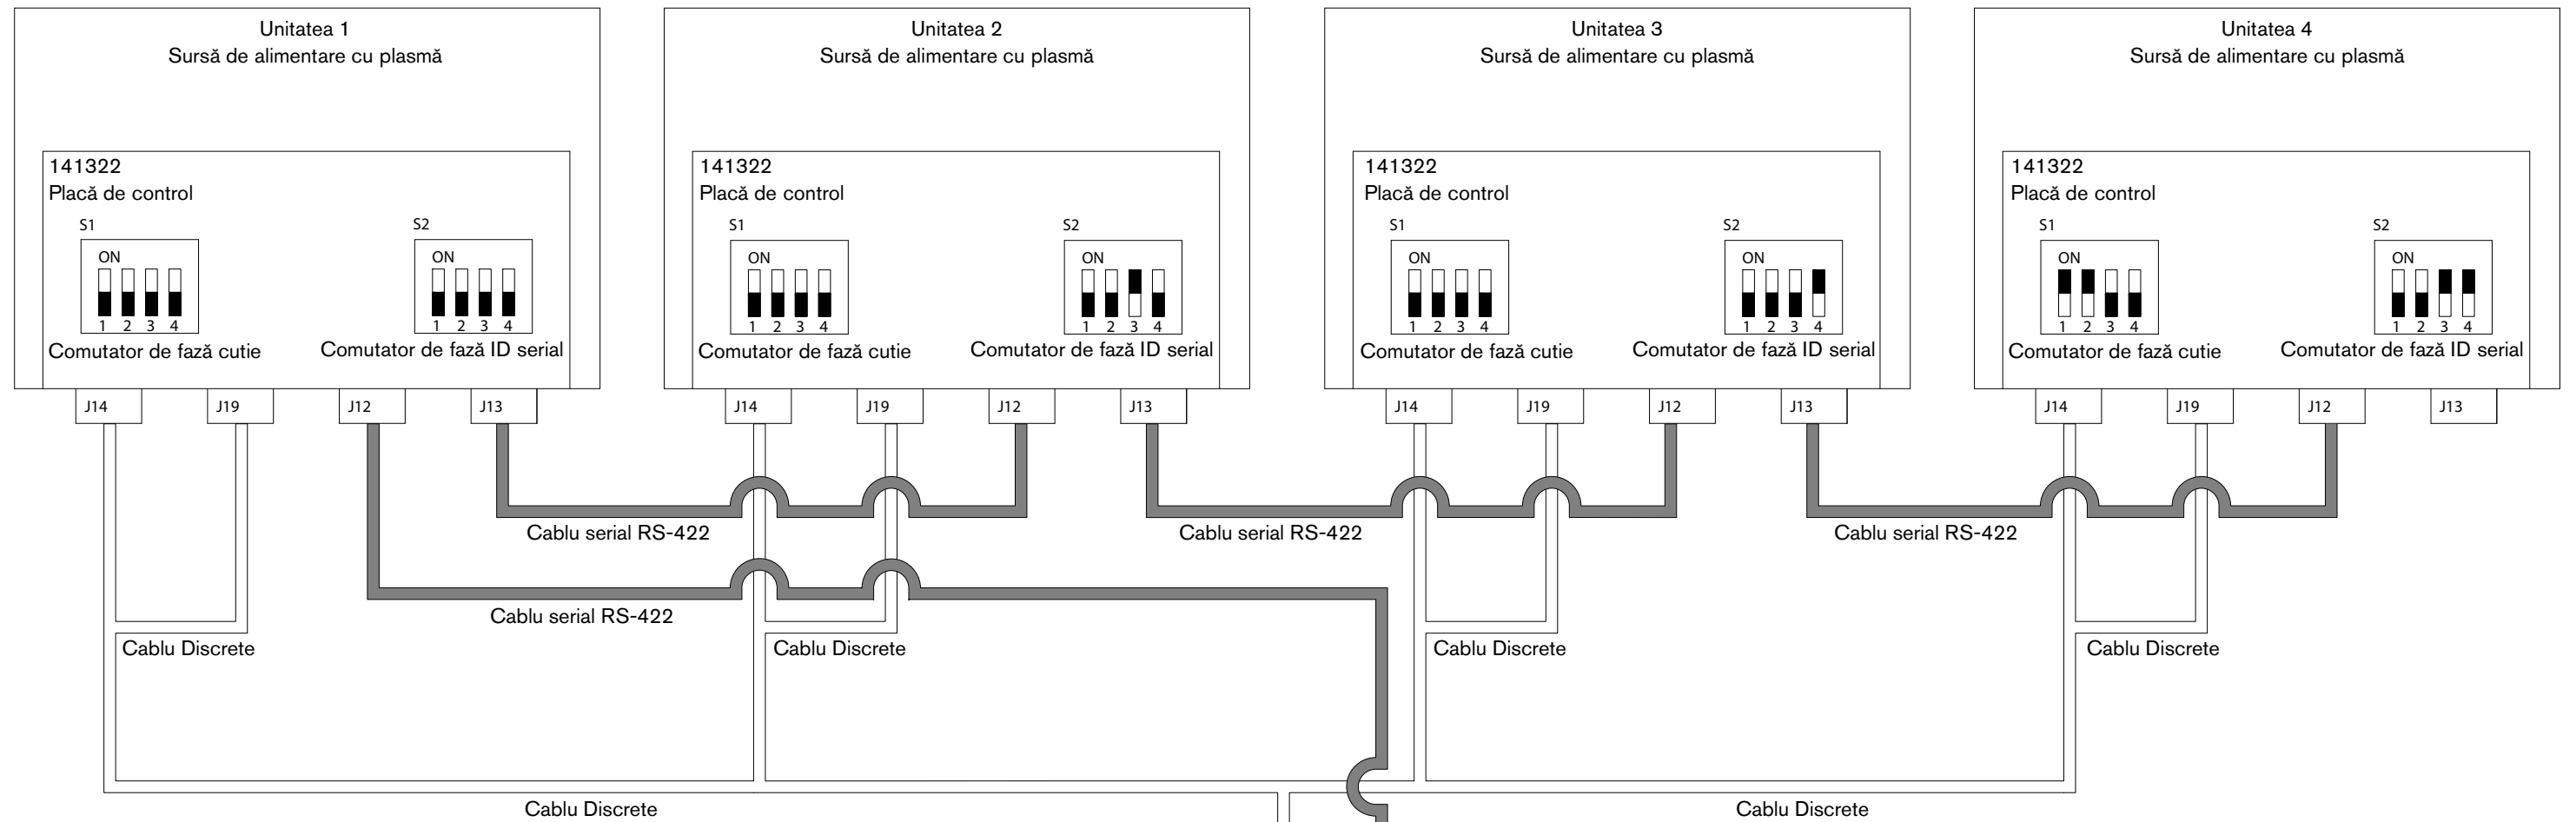 Unitatea 1
Sursă de alimentare cu plasmă
141322
Placă de control
S1
ON
1 2 3 4
Comutator de fază cutie
S2
ON
1 2 3 4
Comutator de fază ID serial
J14
J19
J12
J13
Unitatea 2
Sursă de alimentare cu plasmă
141322
Placă de control
S1
ON
1 2 3 4
Comutator de fază cutie
S2
ON
1 2 3 4
Comutator de fază ID serial
J14
J19
J12
J13
Unitatea 3
Sursă de alimentare cu plasmă
141322
Placă de control
S1
ON
1 2 3 4
Comutator de fază cutie
S2
ON
1 2 3 4
Comutator de fază ID serial
J14
J19
J12
J13
Unitatea 4
Sursă de alimentare cu plasmă
141322
Placă de control
S1
ON
1 2 3 4
Comutator de fază cutie
S2
ON
1 2 3 4
Comutator de fază ID serial
J14
J19
J12
J13
Cablu serial RS-422
Cablu serial RS-422
Cablu serial RS-422
Cablu serial RS-422
Cablu Discrete
Cablu Discrete
Cablu Discrete
Cablu Discrete
Cablu Discrete
Cablu Discrete